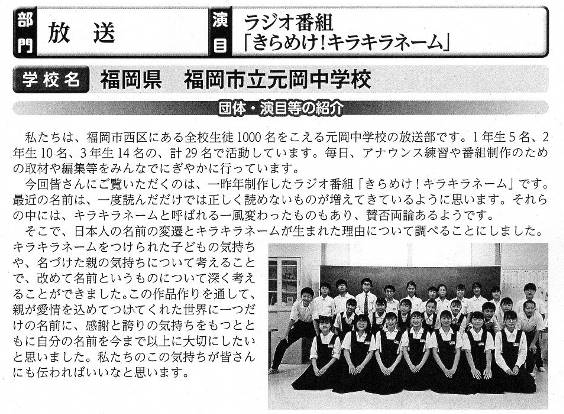 部門
放送
演目
ラジオ番組
「きらめけ！キラキラネーム」
学校名
福岡県　福岡市立元岡中学校
団体・演目等の紹介
私たちは、福岡市西区にある全校生徒1000名をこえる元岡中学校の放送部です。1年生5名、2
年生10名、3年生14名の、計29名で活動しています。毎日、アナウンス練習や番組制作のため
の取材や編集等をみんなでにぎやかに行っています。
今回皆さんにご覧いただくのは、一昨年制作したラジオ番組「きらめけ！キラキラネーム」です。
最近の名前は、一度読んだだけでは正しく読めないものが増えてきているように思います。それら
の中には、キラキラネームと呼ばれる一風変わったものもあり、賛否両論あるようです。
そこで、日本人の名前の変遷とキラキラネームが生まれた理由について調べることにしました。
キラキラネームをつけられた子どもの気持ち
や、名づけた親の気持ちについて考えること
で、改めて名前というものについて深く考え
ることができました。この作品作りを通して、
親が愛情を込めてつけてくれた世界に一つだ
けの名前に、感謝と誇りの気持ちをもつとと
もに自分の名前を今まで以上に大切にしたい
と思いました。私たちのこの気持ちが皆さん
にも伝わればいいなと思います。